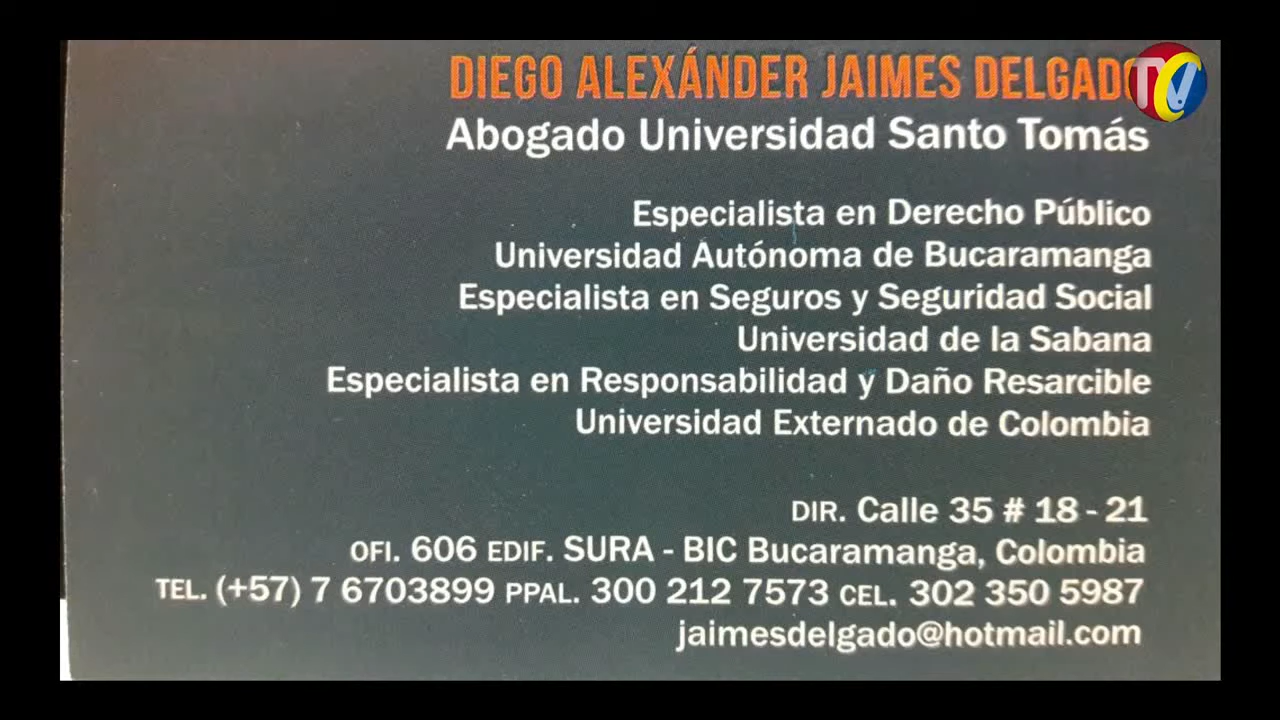 DIEGO ALEXÁNDER JAIMES DELGADO
TC
Abogado Universidad Santo Tomás
Especialista en Derecho Público
Universidad Autónoma de Bucaramanga
Especialista en Seguros y Seguridad Social
Universidad de la Sabana
Especialista en Responsabilidad y Daño Resarcible
Universidad Externado de Colombia
DIR. Calle 35 # 18 - 21
OFI. 606 EDIF. SURA - BIC Bucaramanga, Colombia
TEL. (+57) 7 6703899 PPAL. 300 212 7573 CEL. 302 350 5987
jaimesdelgado@hotmail.com